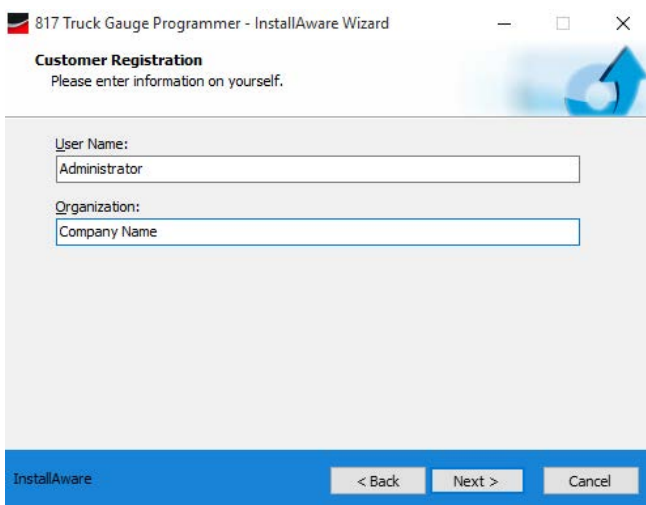 817 Truck Gauge Programmer - InstallAware Wizard
Customer Registration
Please enter information on yourself.
User Name:
Administrator
Organization:
Company Name
InstallAware
< Back
Next >
Cancel